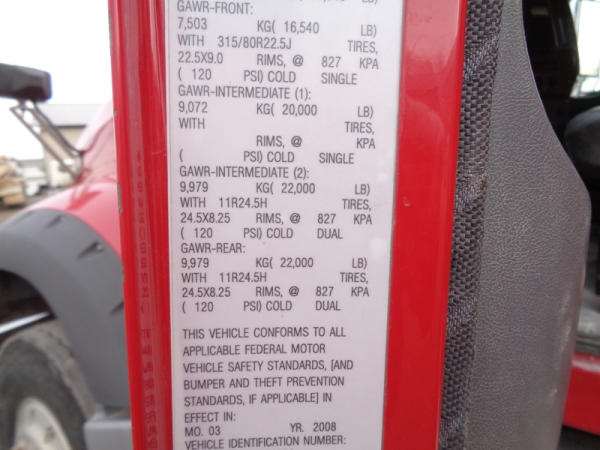 GAWR-FRONT:
7,503 KG( 16,540 LB)
WITH 315/80R22.5J TIRES,
22.5X9.0 RIMS, @ 827 KPA
( 120 PSI) COLD SINGLE
GAWR-INTERMEDIATE (1):
9,072 KG( 20,000 LB)
WITH TIRES,
RIMS, @ KPA
( PSI) COLD SINGLE
GAWR-INTERMEDIATE (2):
9,979 KG( 22,000 LB)
WITH 11R24.5H TIRES,
24.5X8.25 RIMS, @ 827 KPA
( 120 PSI) COLD DUAL
GAWR-REAR:
9,979 KG( 22,000 LB)
WITH 11R24.5H TIRES,
24.5X8.25 RIMS, @ 827 KPA
( 120 PSI) COLD DUAL
THIS VEHICLE CONFORMS TO ALL
APPLICABLE FEDERAL MOTOR
VEHICLE SAFETY STANDARDS, [AND
BUMPER AND THEFT PREVENTION
STANDARDS, IF APPLICABLE] IN
EFFECT IN:
MO. 03 YR. 2008
VEHICLE IDENTIFICATION NUMBER: